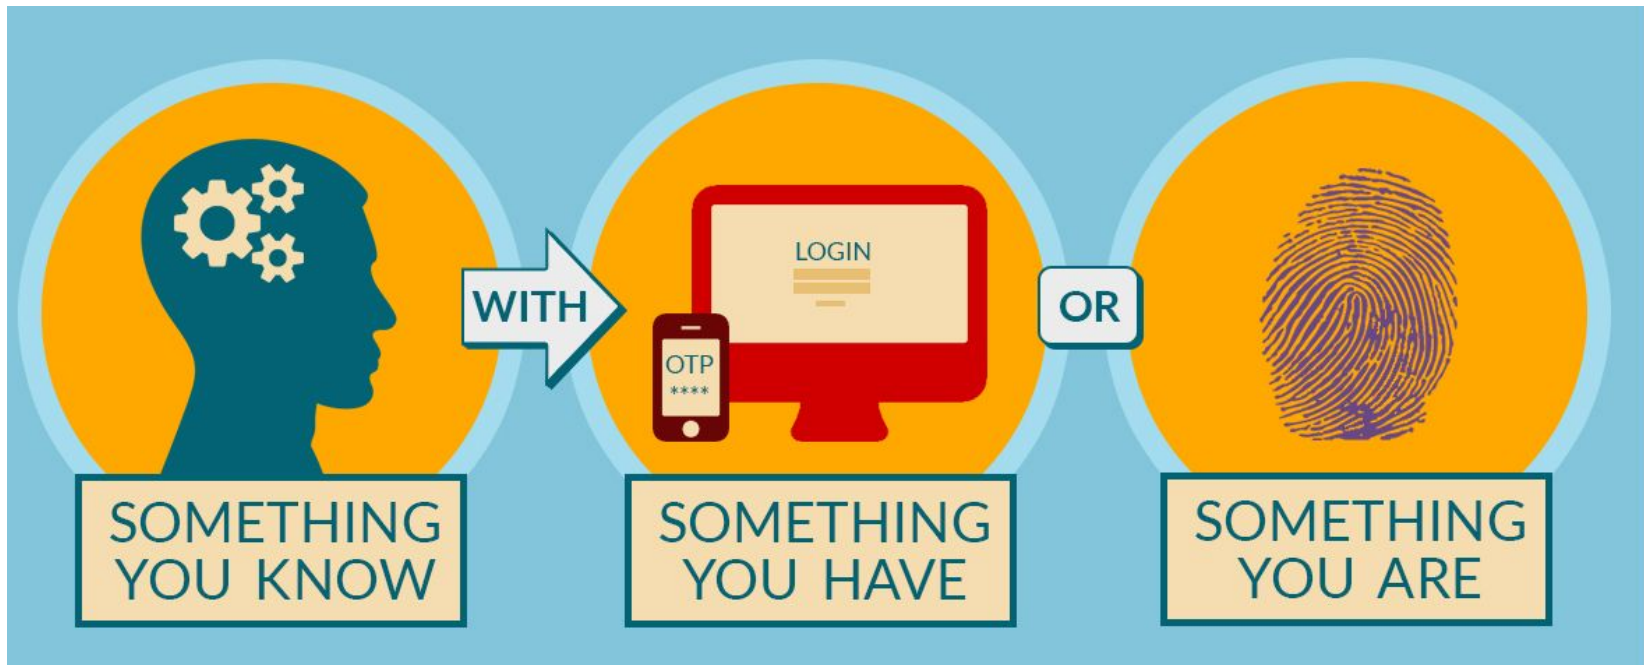 WITH
LOGIN
OTP
****
OR
SOMETHING
YOU KNOW
SOMETHING
YOU HAVE
SOMETHING
YOU ARE